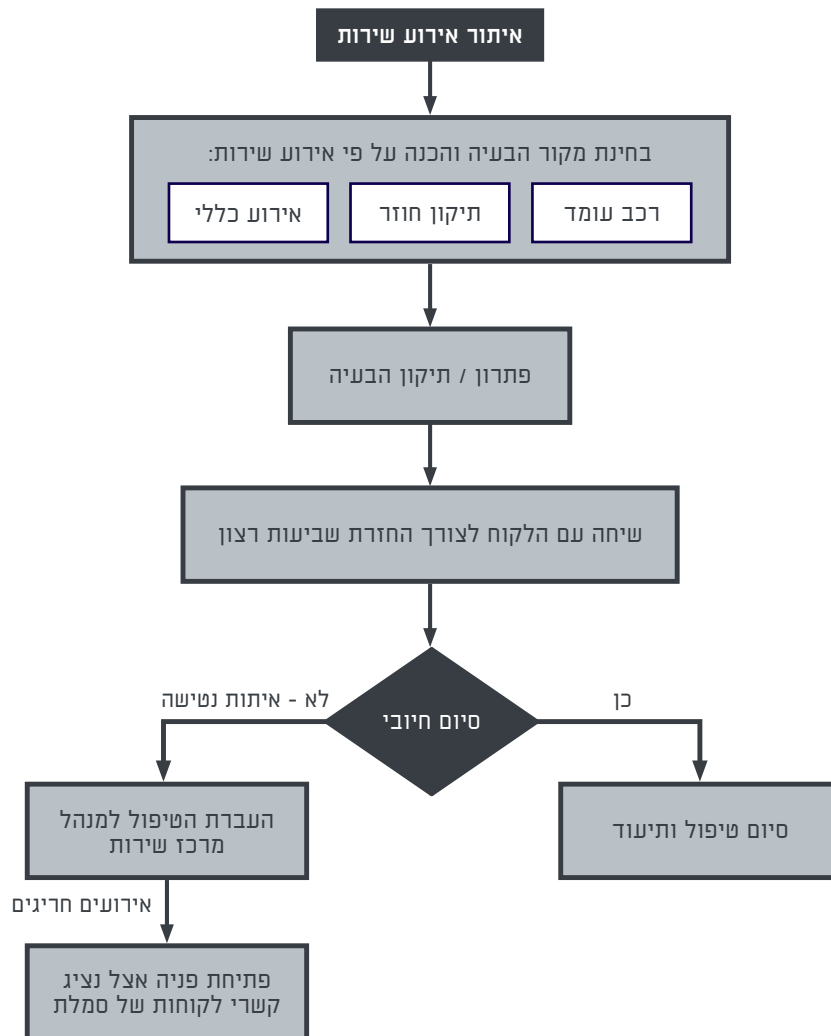 איתור אירוע שירות
בחינת מקור הבעיה והכנה על פי אירוע שירות:
רכב עומד
תיקון חוזר
אירוע כללי
פתרון / תיקון הבעיה
שיחה עם הלקוח לצורך החזרת שביעות רצון
סיום חיובי
כן
לא - איתות נטישה
סיום טיפול ותיעוד
העברת הטיפול למנהל
מרכז שירות
אירועים חריגים
פתיחת פניה אצל נציג
קשרי לקוחות של סמלת